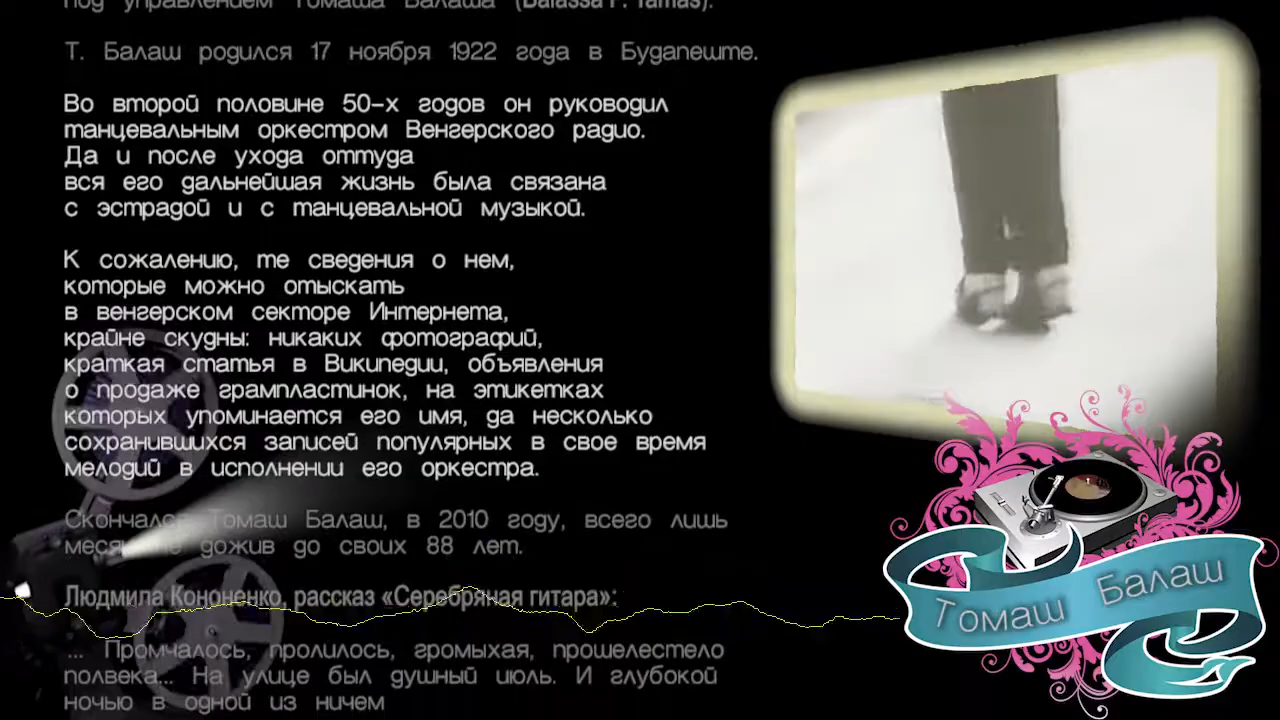 под управлением Томаша Балаша (Balassa P. Tamás).
Т. Балаш родился 17 ноября 1922 года в Будапеште.
Во второй половине 50-х годов он руководил
танцевальным оркестром Венгерского радио.
Да и после ухода оттуда
вся его дальнейшая жизнь была связана
с эстрадой и с танцевальной музыкой.
К сожалению, те сведения о нем,
которые можно отыскать
в венгерском секторе Интернета,
крайне скудны: никаких фотографий,
краткая статья в Википедии, объявления
о продаже грампластинок, на этикетках
которых упоминается его имя, да несколько
сохранившихся записей популярных в свое время
мелодий в исполнении его оркестра.
Скончался Томаш Балаш, в 2010 году, всего лишь
месяц не дожив до своих 88 лет.
Людмила Кононенко, рассказ «Серебряная гитара»:
... Промчалось, пролилось, громыхая, прошелестело
полвека... На улице был душный июль. И глубокой
ночью в одной из ничем
Томаш Балаш